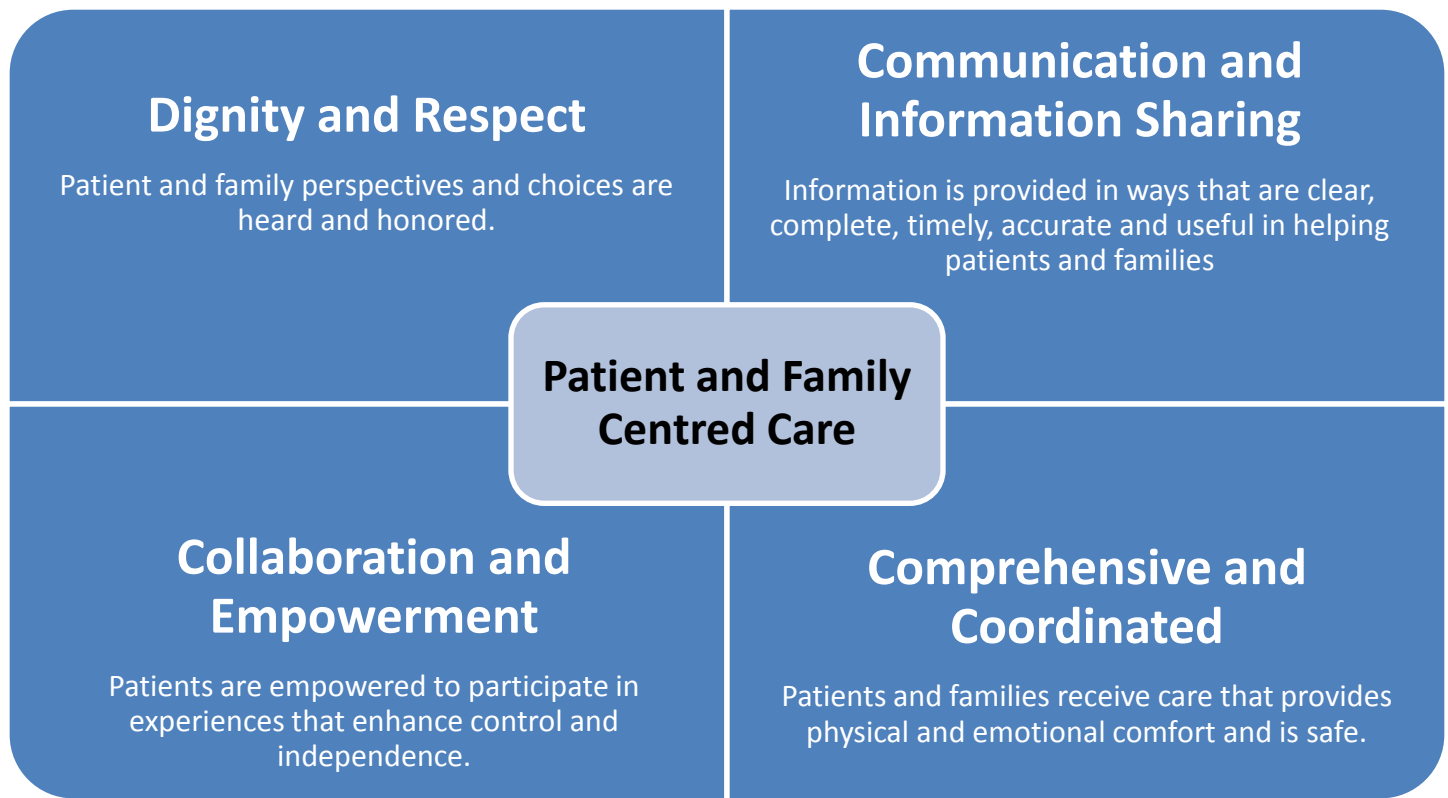 Dignity and Respect
Patient and family perspectives and choices are
heard and honored.
Communication and
Information Sharing
Information is provided in ways that are clear,
complete, timely, accurate and useful in helping
patients and families
Patient and Family
Centred Care
Collaboration and
Empowerment
Patients are empowered to participate in
experiences that enhance control and
independence.
Comprehensive and
Coordinated
Patients and families receive care that provides
physical and emotional comfort and is safe.